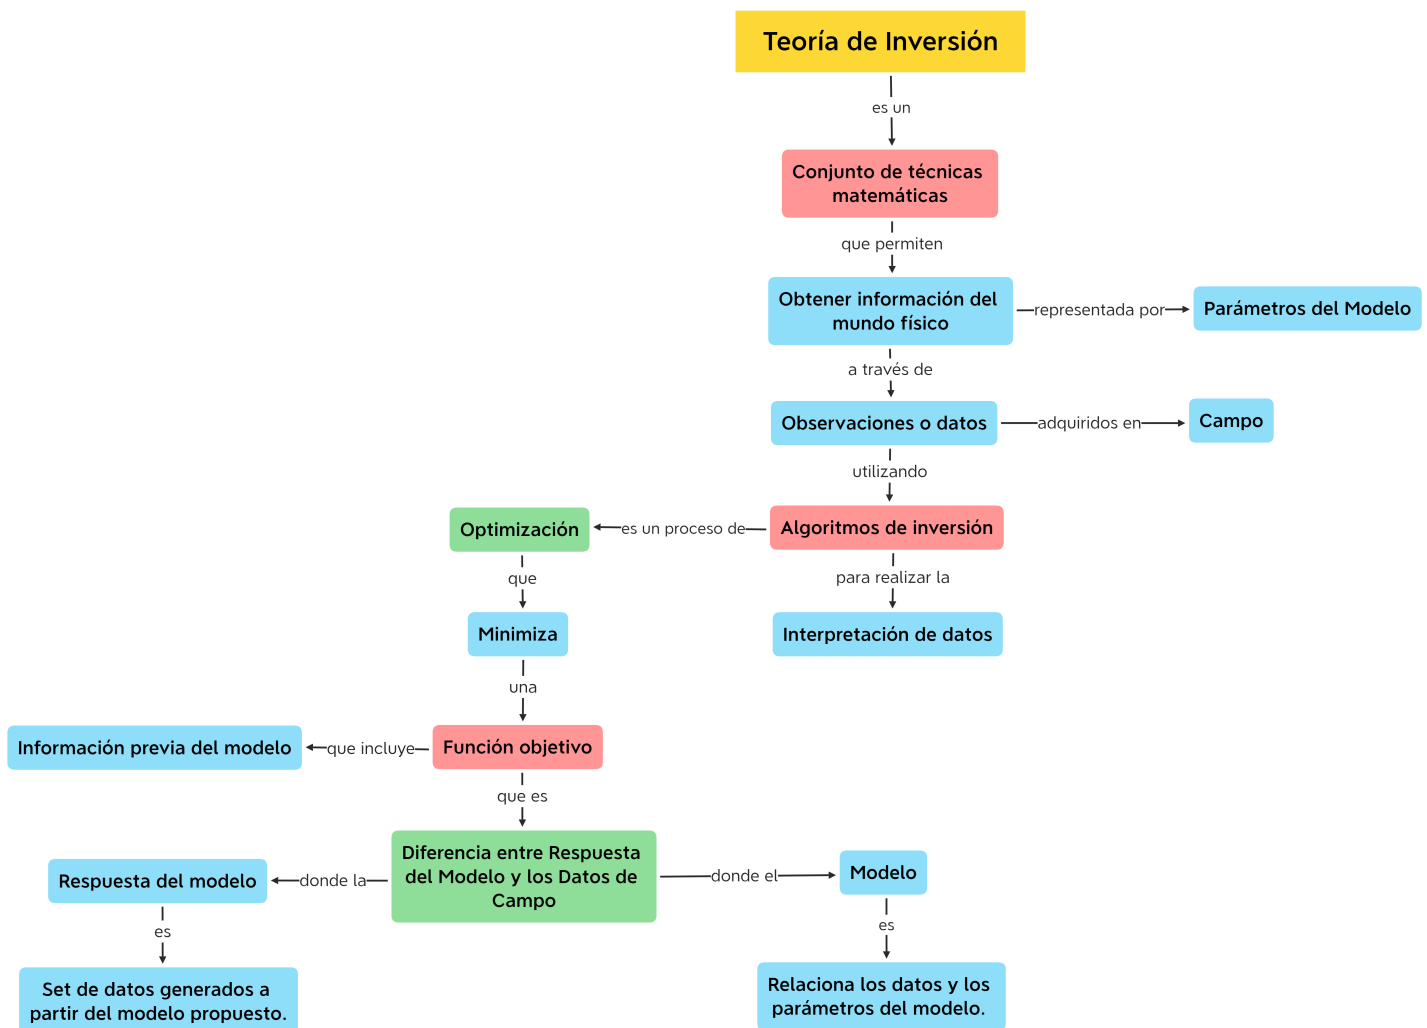 Teoría de Inversión
es un
Conjunto de técnicas
matemáticas
que permiten
Obtener información del
mundo físico
representada por
Parámetros del Modelo
a través de
Observaciones o datos
adquiridos en
Campo
utilizando
Optimización
es un proceso de
Algoritmos de inversión
que
para realizar la
Minimiza
Interpretación de datos
una
Información previa del modelo
que incluye
Función objetivo
que es
Respuesta del modelo
donde la
Diferencia entre Respuesta
del Modelo y los Datos de
Campo
donde el
Modelo
es
es
Set de datos generados a
partir del modelo propuesto.
Relaciona los datos y los
parámetros del modelo.